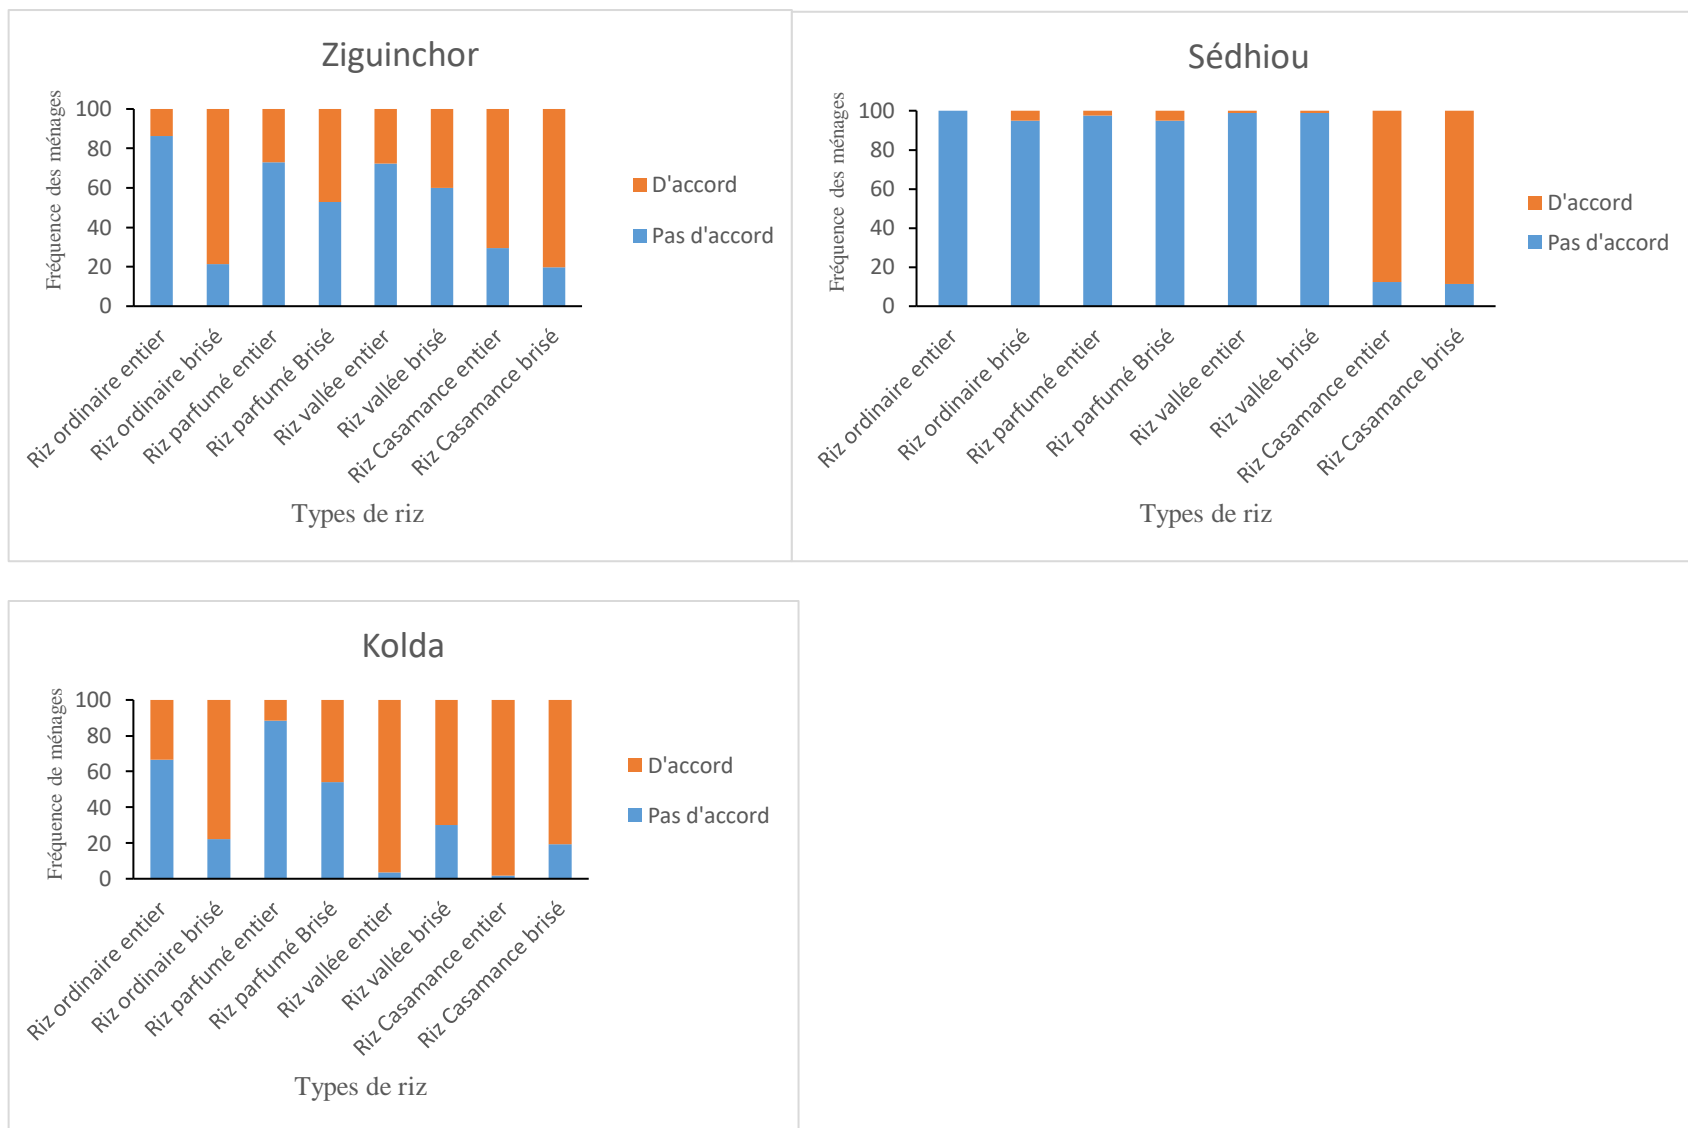 Ziguinchor
Fréquence des ménages
100
80
60
40
20
0
D'accord
Pas d'accord
Riz ordinaire entier
Riz ordinaire brisé
Riz parfumé entier
Riz parfumé Brisé
Riz vallée entier
Riz vallée brisé
Riz Casamance entier
Riz Casamance brisé
Types de riz
Sédhiou
Fréquence des ménages
100
80
60
40
20
0
D'accord
Pas d'accord
Riz ordinaire entier
Riz ordinaire brisé
Riz parfumé entier
Riz parfumé Brisé
Riz vallée entier
Riz vallée brisé
Riz Casamance entier
Riz Casamance brisé
Types de riz
Kolda
Fréquence de ménages
100
80
60
40
20
0
D'accord
Pas d'accord
Riz ordinaire entier
Riz ordinaire brisé
Riz parfumé entier
Riz parfumé Brisé
Riz vallée entier
Riz vallée brisé
Riz Casamance entier
Riz Casamance brisé
Types de riz